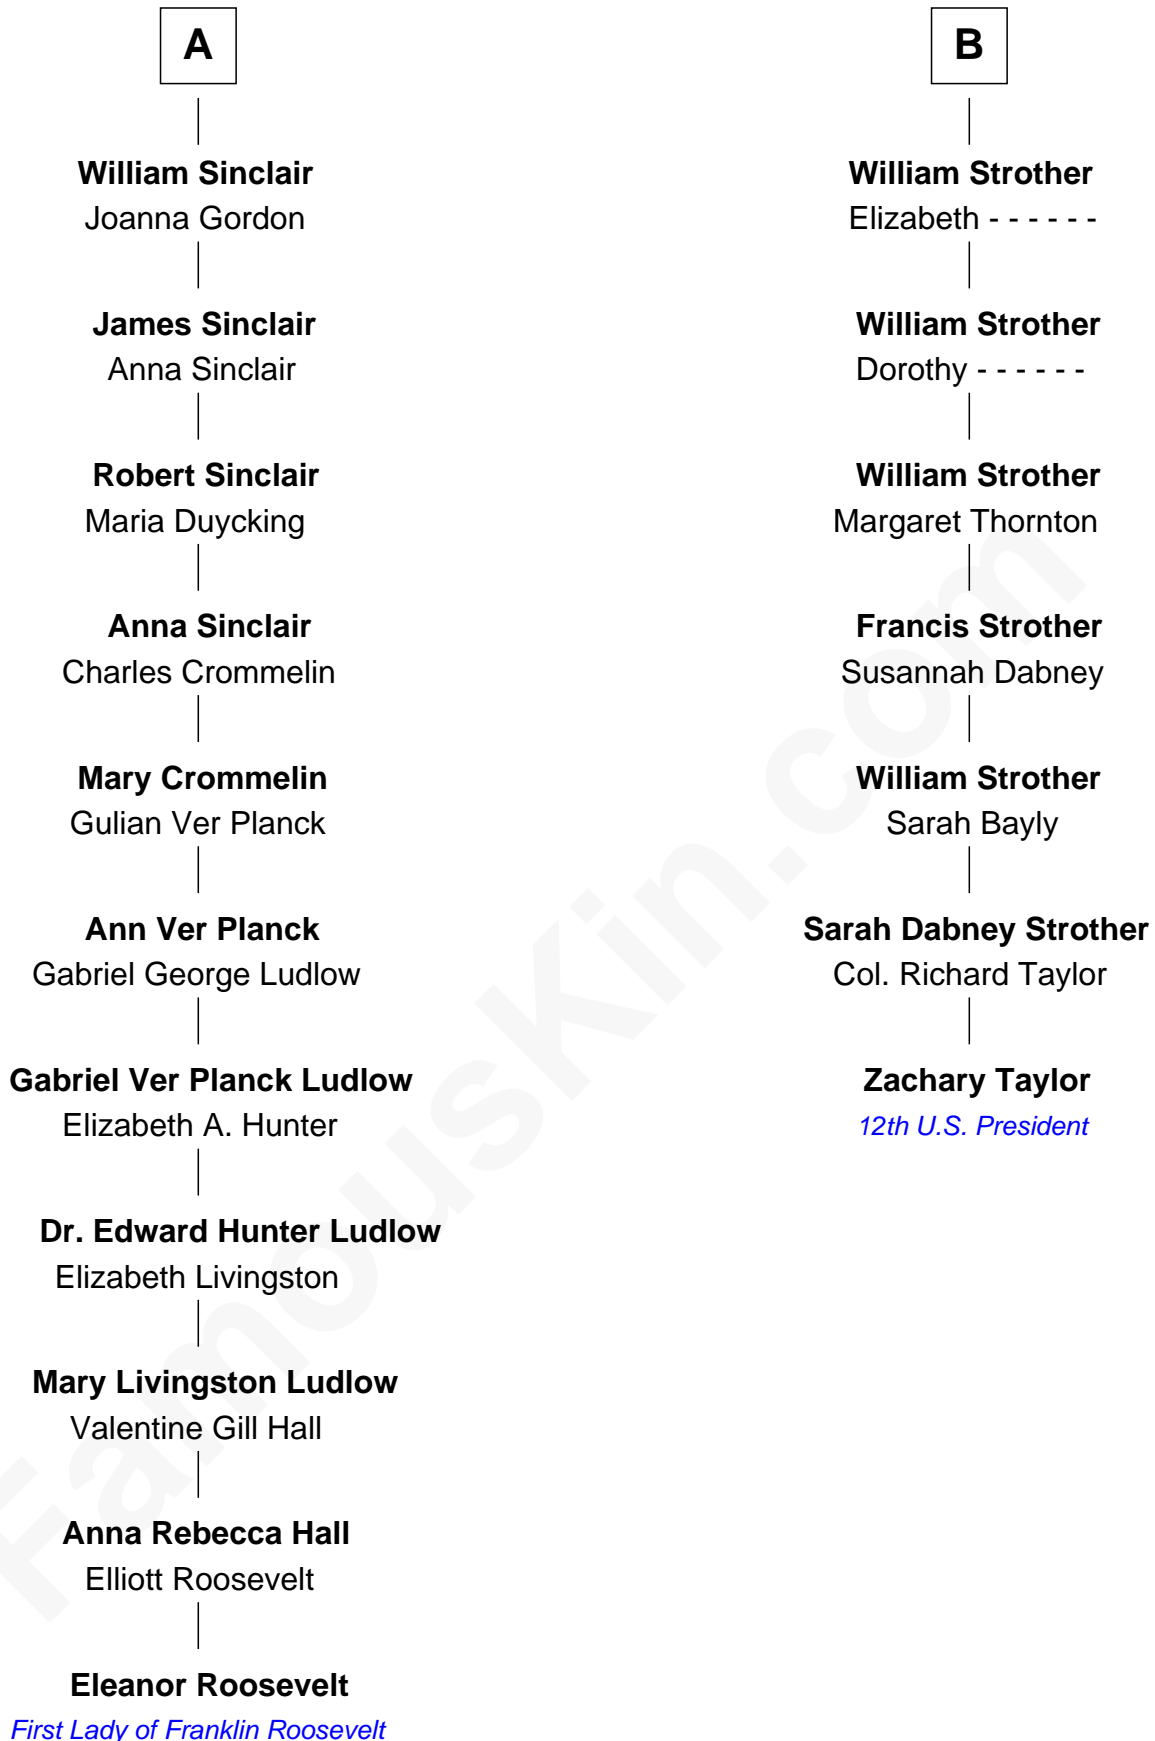 A
William Sinclair
Joanna Gordon
James Sinclair
Anna Sinclair
Robert Sinclair
Maria Duycking
Anna Sinclair
Charles Crommelin
Mary Crommelin
Gulian Ver Planck
Ann Ver Planck
Gabriel George Ludlow
Gabriel Ver Planck Ludlow
Elizabeth A. Hunter
Dr. Edward Hunter Ludlow
Elizabeth Livingston
Mary Livingston Ludlow
Valentine Gill Hall
Anna Rebecca Hall
Elliott Roosevelt
Eleanor Roosevelt
First Lady of Franklin Roosevelt
B
William Strother
Elizabeth - - - - - -
William Strother
Dorothy - - - - - -
William Strother
Margaret Thornton
Francis Strother
Susannah Dabney
William Strother
Sarah Bayly
Sarah Dabney Strother
Col. Richard Taylor
Zachary Taylor
12th U.S. President
FamousKin.com